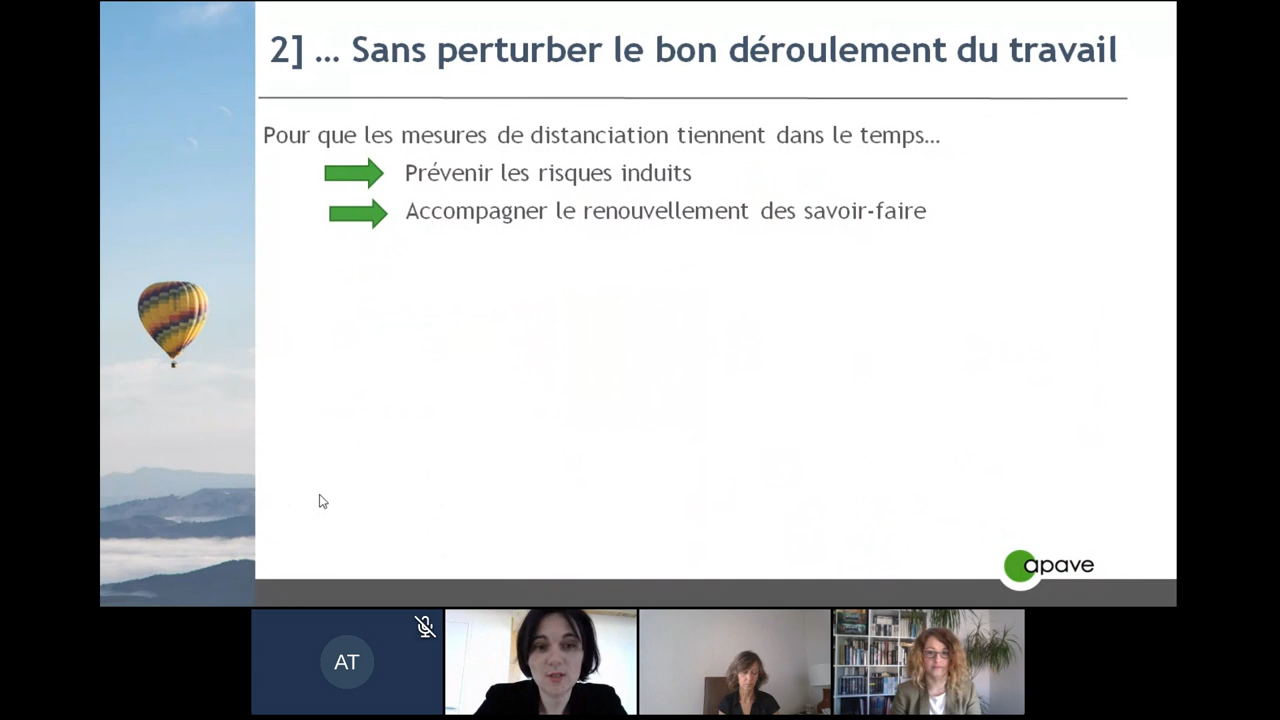 2] … Sans perturber le bon déroulement du travail
Pour que les mesures de distanciation tiennent dans le temps…
Prévenir les risques induits
Accompagner le renouvellement des savoir-faire
apave
AT